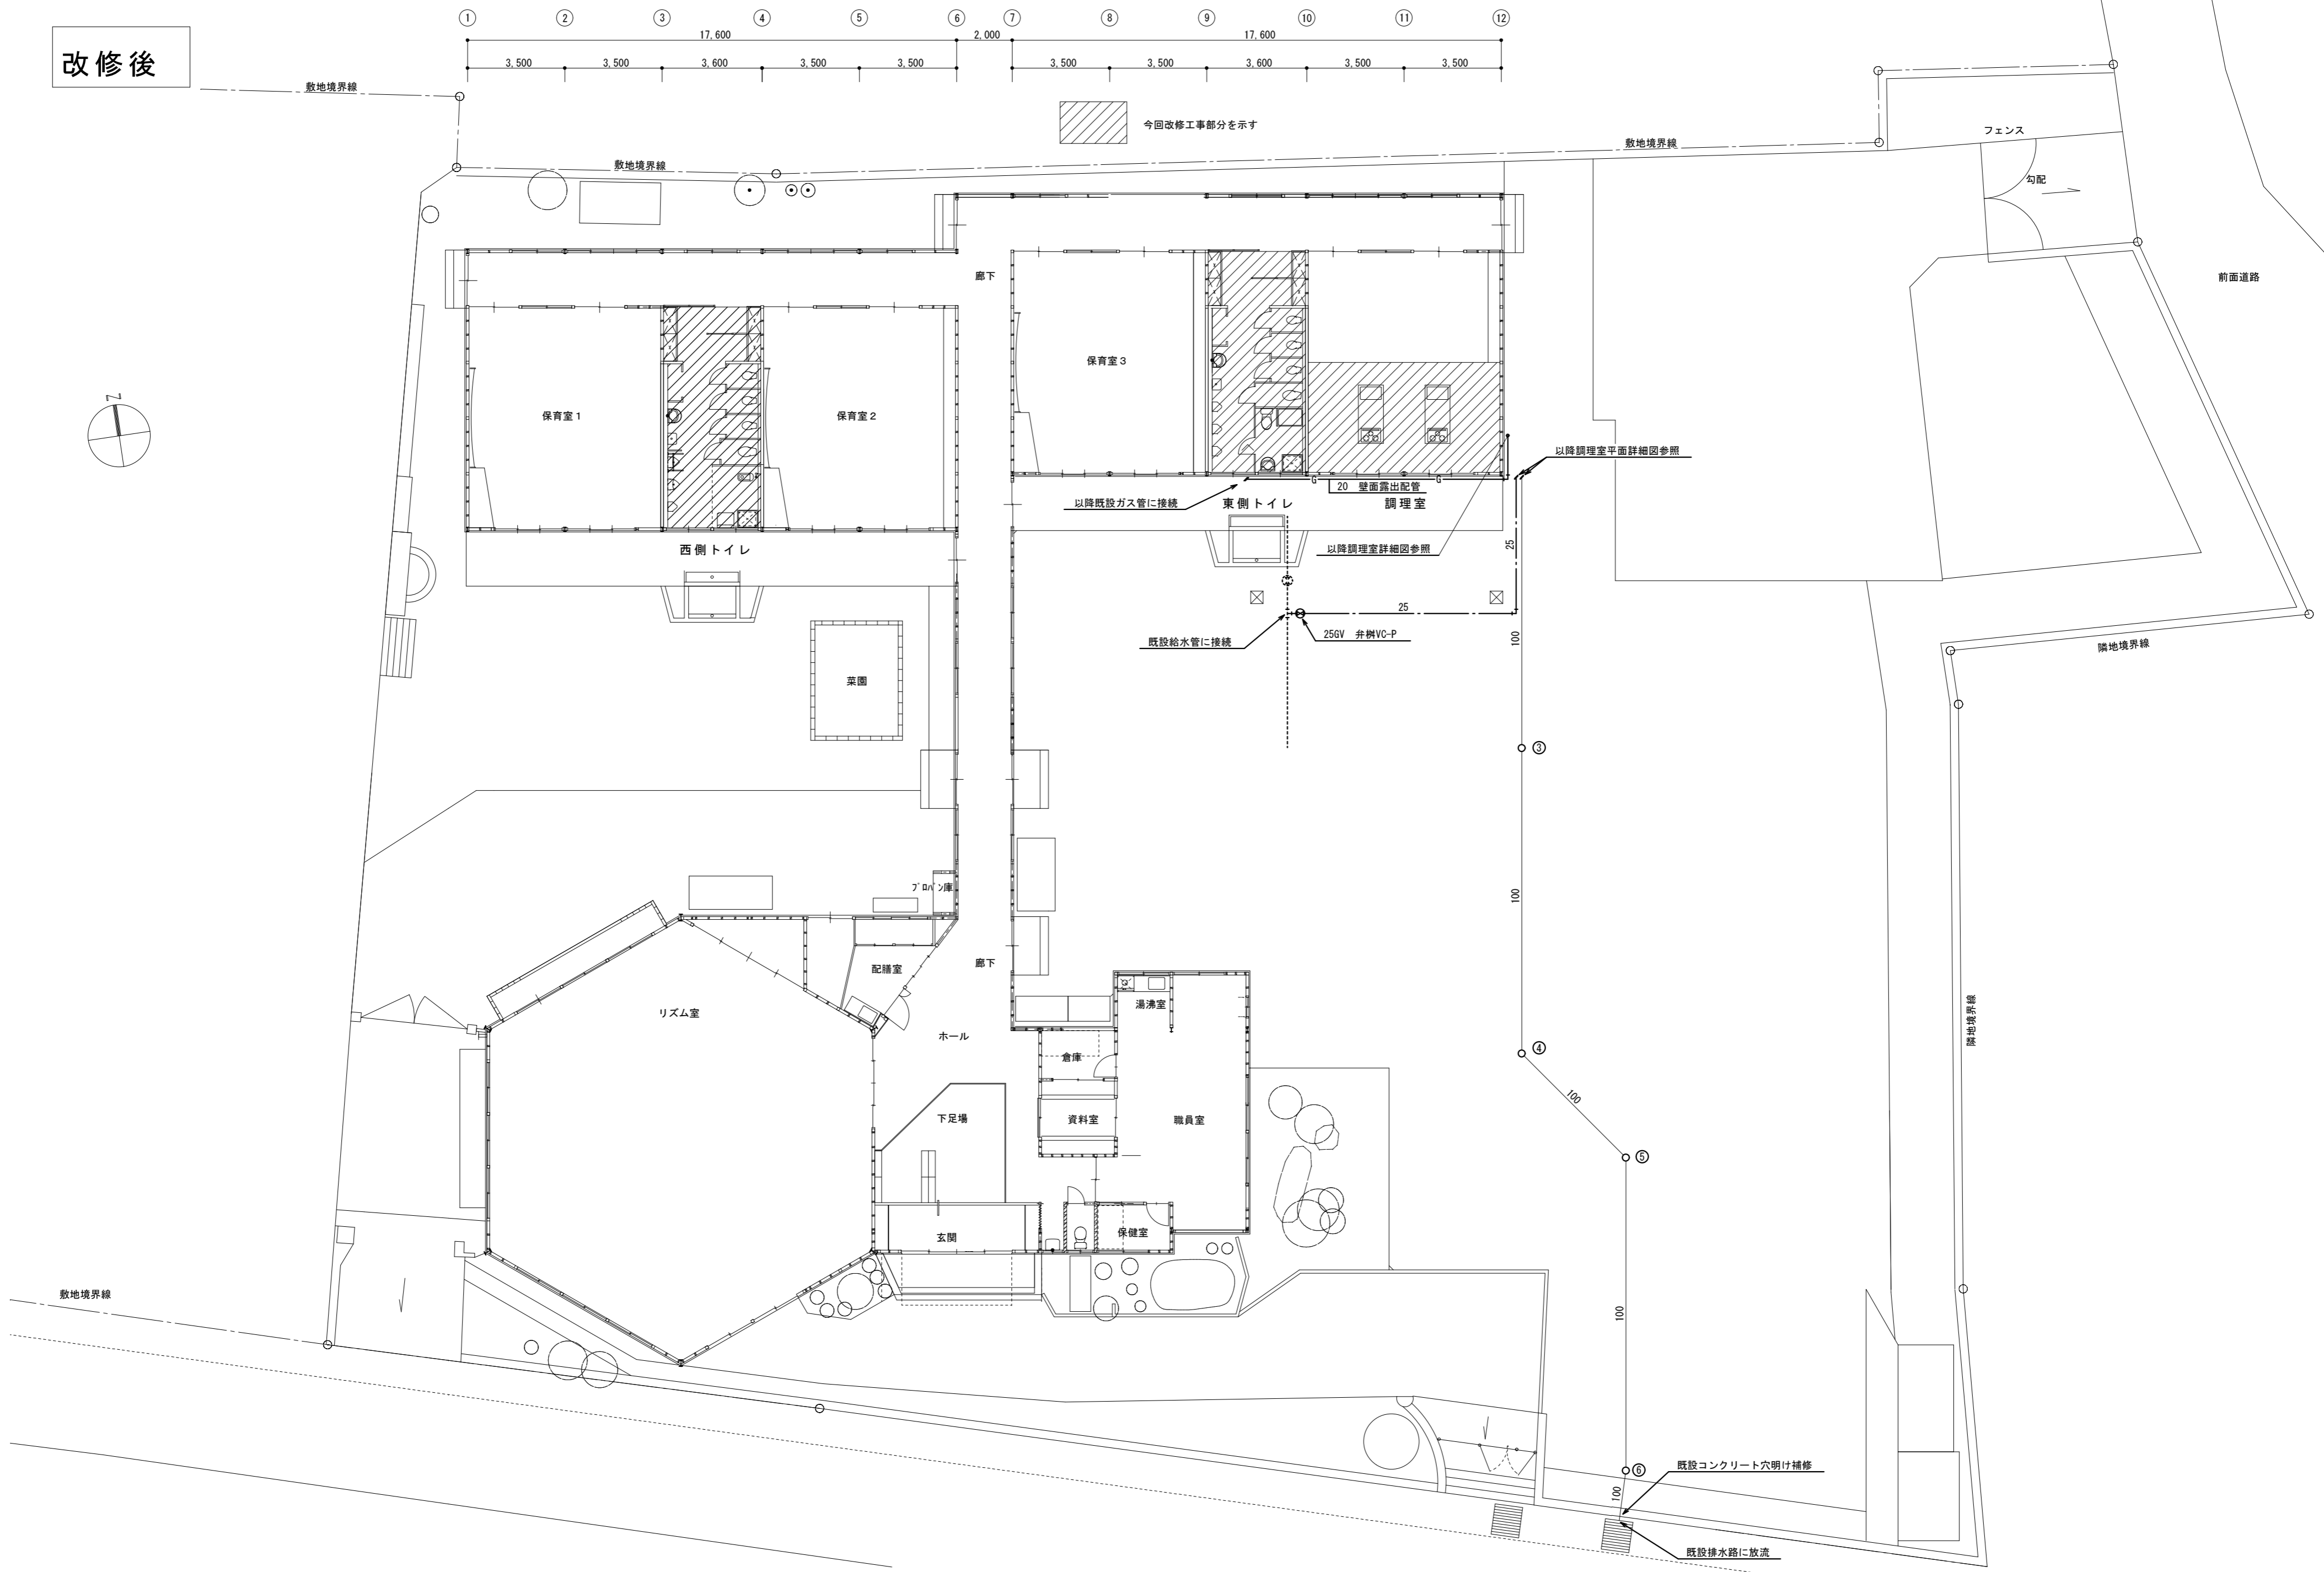 ① ② ③ ④ ⑤ ⑥ ⑦ ⑧ ⑨ ⑩ ⑪ ⑫
17,600 2,000 17,600
改修後
3,500 3,500 3,600 3,500 3,500 3,500 3,500 3,600 3,500 3,500
敷地境界線
今回改修工事部分を示す
フェンス
敷地境界線
敷地境界線
勾配
廊下
前面道路
N
保育室1
保育室2
保育室3
以降調理室平面詳細図参照
G G
20 壁面露出配管
以降既設ガス管に接続
東側トイレ
調理室
西側トイレ
以降調理室詳細図参照
25
25
25GV 弁桝VC-P
既設給水管に接続
100
隣地境界線
菜園
③
プロパン庫
100
配膳室
廊下
リズム室
湯沸室
隣地境界線
ホール
④
倉庫
100
下足場
資料室
職員室
⑤
保健室
玄関
敷地境界線
100
既設コンクリート穴明け補修
⑥
100
既設排水路に放流